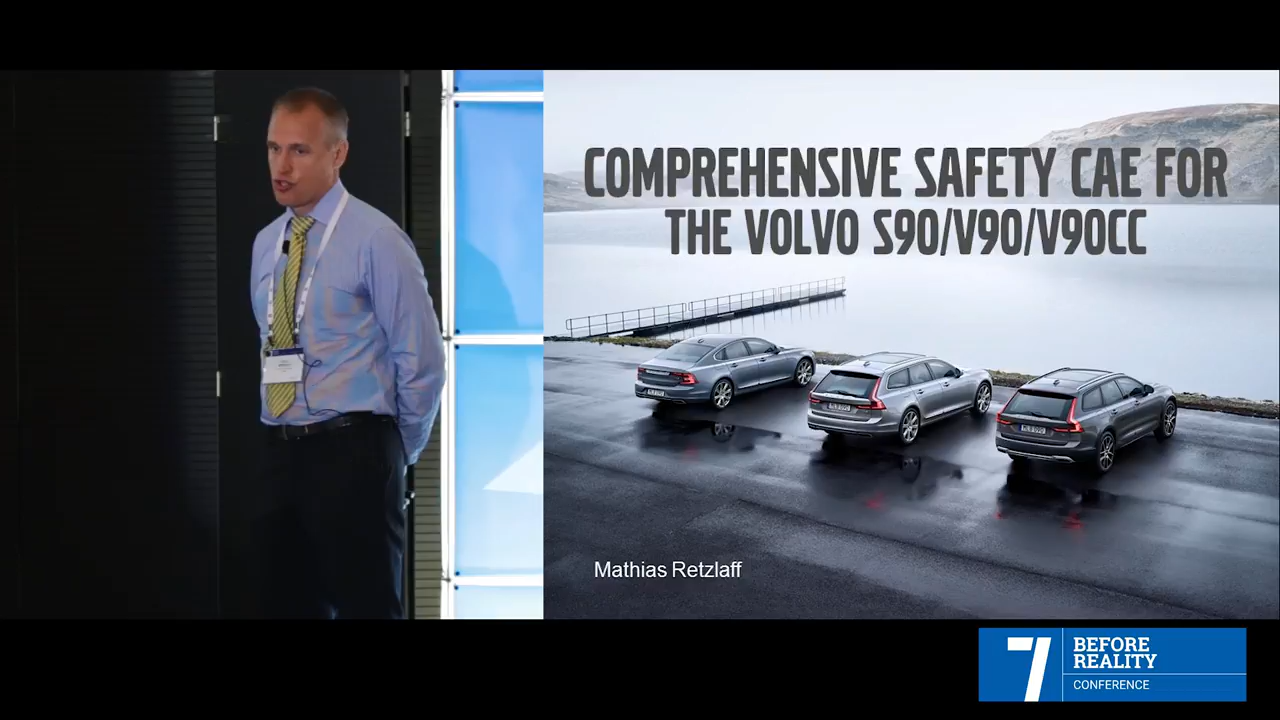 COMPREHENSIVE SAFETY CAE FOR
THE VOLVO S90/V90/V90CC
Mathias Retzlaff
7
BEFORE
REALITY
CONFERENCE